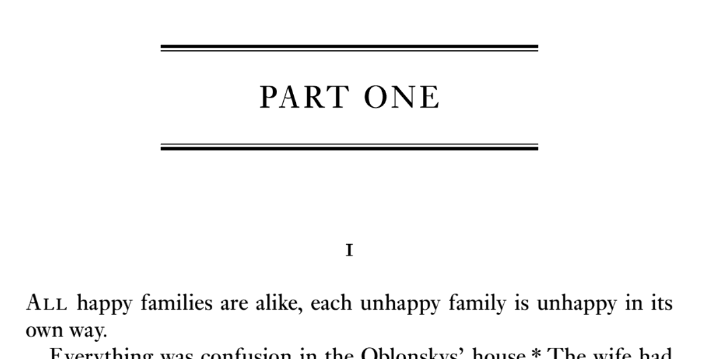 PART ONE
I
ALL happy families are alike, each unhappy family is unhappy in its
own way.
Everything was confusion in the Oblonskys' house.* The wife had